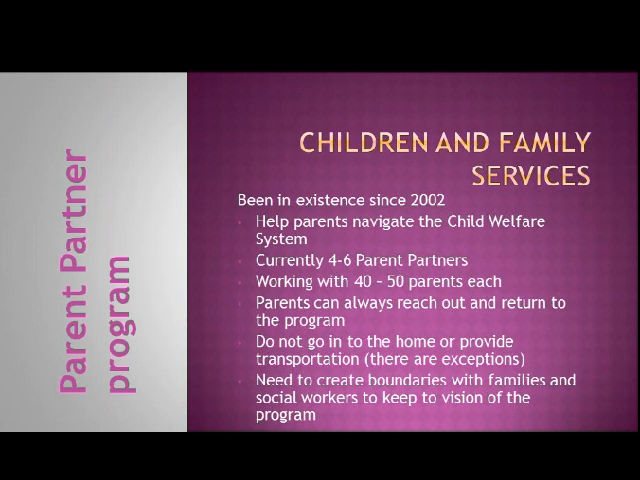 Parent Partner
program
CHILDREN AND FAMILY
SERVICES
Been in existence since 2002
Help parents navigate the Child Welfare
System
Currently 4-6 Parent Partners
Working with 40 – 50 parents each
Parents can always reach out and return to
the program
Do not go in to the home or provide
transportation (there are exceptions)
Need to create boundaries with families and
social workers to keep to vision of the
program